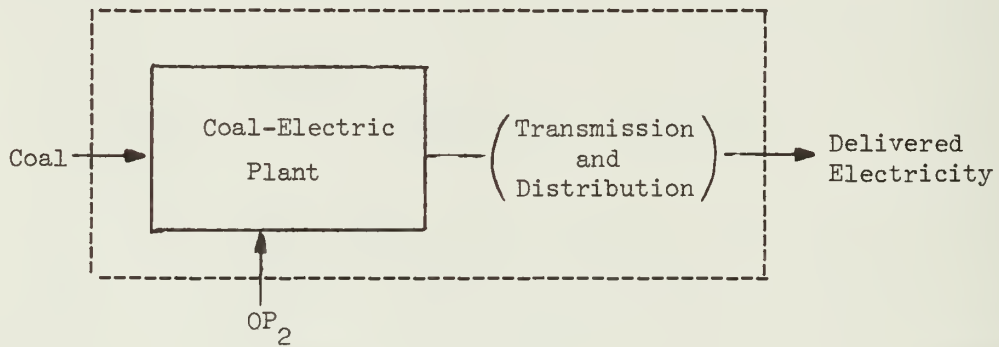 Coal
Coal-Electric
Plant
Transmission
and
Distribution
Delivered
Electricity
OP₂